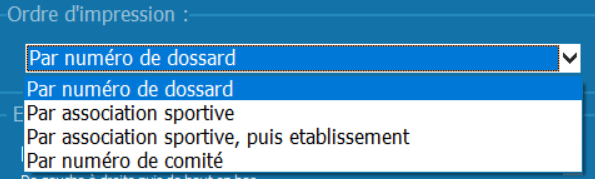 Ordre d'impression :
Par numéro de dossard
Par numéro de dossard
Par association sportive
Par association sportive, puis etablissement
Par numéro de comité